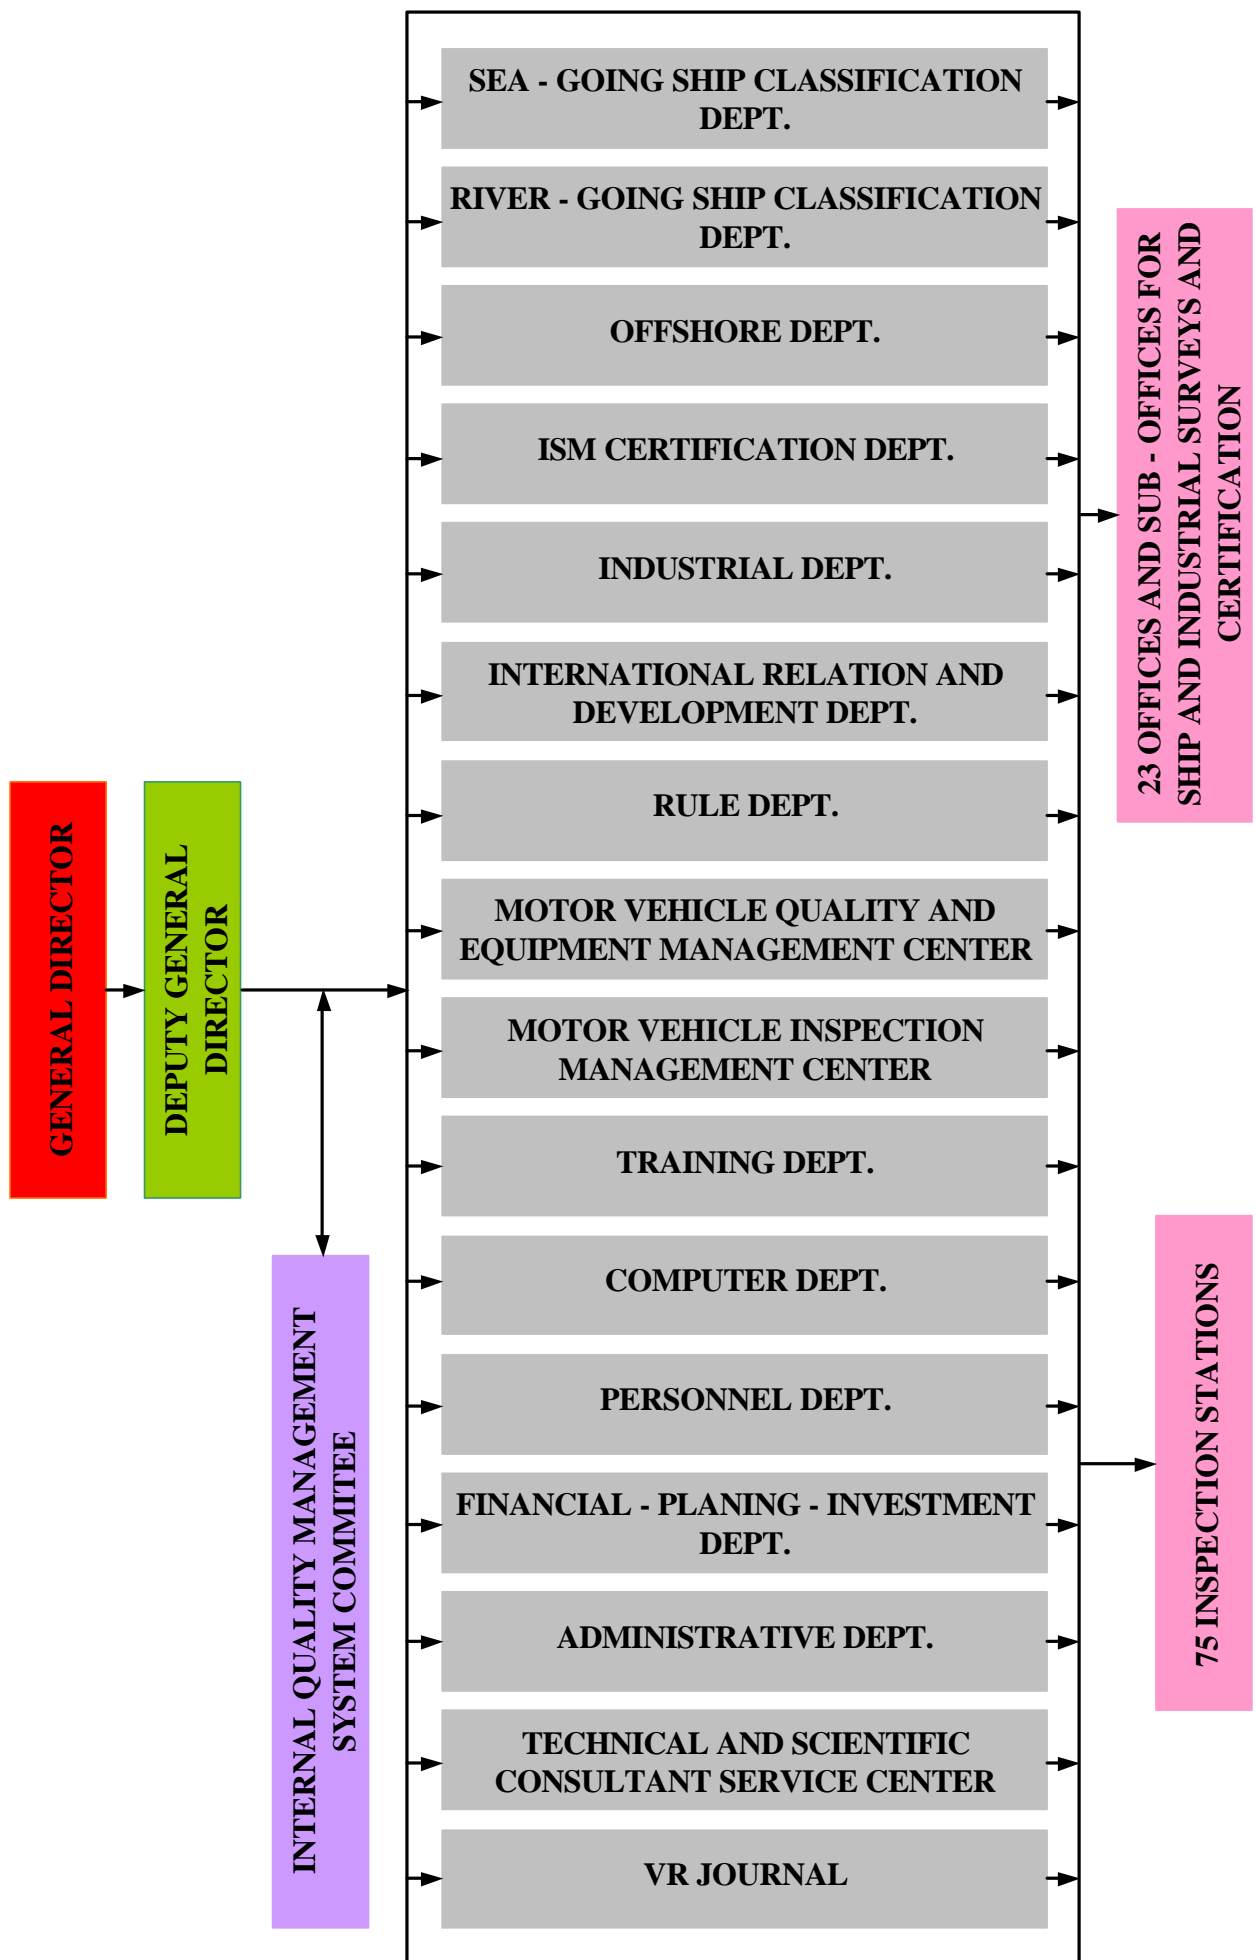 GENERAL DIRECTOR
DEPUTY GENERAL
DIRECTOR
INTERNAL QUALITY MANAGEMENT
SYSTEM COMMITEE
SEA - GOING SHIP CLASSIFICATION
DEPT.
RIVER - GOING SHIP CLASSIFICATION
DEPT.
OFFSHORE DEPT.
ISM CERTIFICATION DEPT.
INDUSTRIAL DEPT.
INTERNATIONAL RELATION AND
DEVELOPMENT DEPT.
RULE DEPT.
MOTOR VEHICLE QUALITY AND
EQUIPMENT MANAGEMENT CENTER
MOTOR VEHICLE INSPECTION
MANAGEMENT CENTER
TRAINING DEPT.
COMPUTER DEPT.
PERSONNEL DEPT.
FINANCIAL - PLANING - INVESTMENT
DEPT.
ADMINISTRATIVE DEPT.
TECHNICAL AND SCIENTIFIC
CONSULTANT SERVICE CENTER
VR JOURNAL
23 OFFICES AND SUB - OFFICES FOR
SHIP AND INDUSTRIAL SURVEYS AND
CERTIFICATION
75 INSPECTION STATIONS